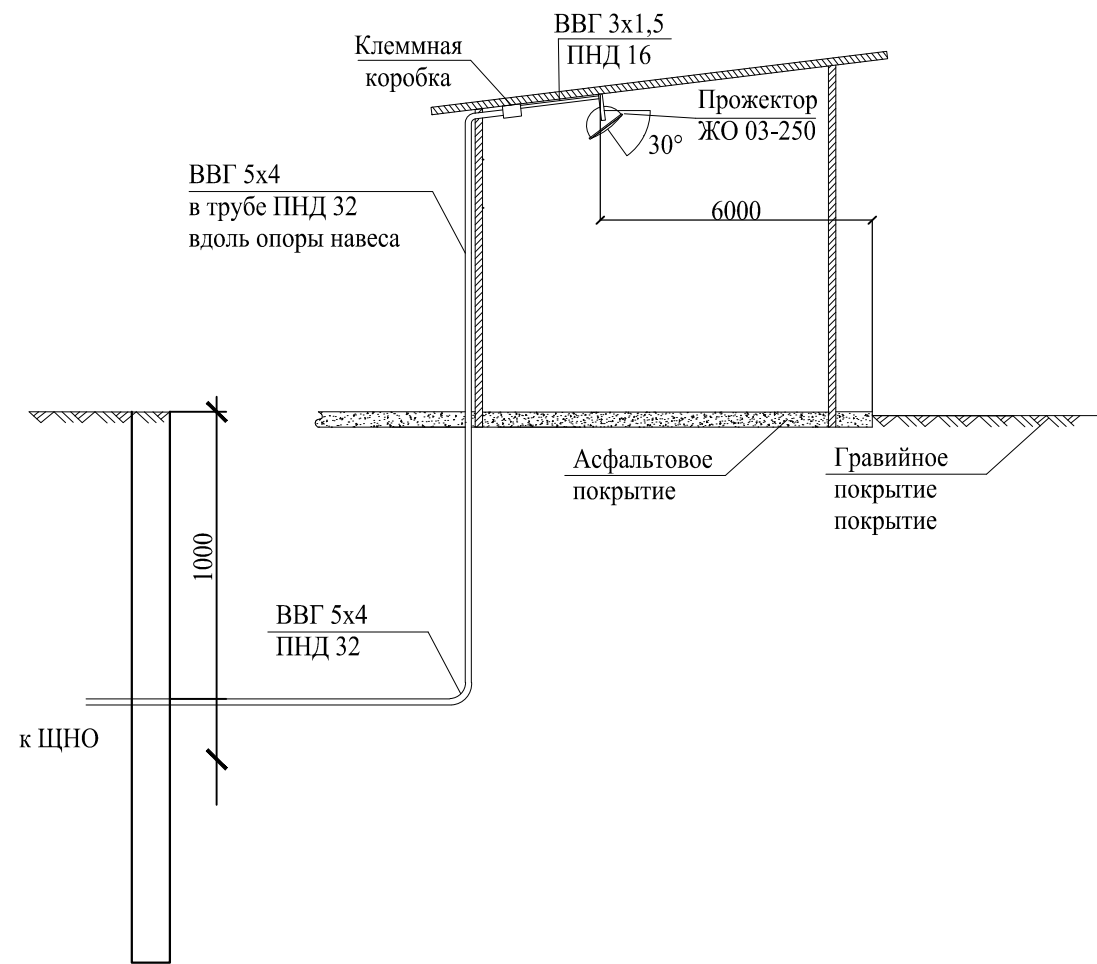 ВВГ 3х1,5
ПНД 16
Клеммная
коробка
Прожектор
ЖО 03-250
30°
ВВГ 5х4
в трубе ПНД 32
вдоль опоры навеса
6000
Асфальтовое
покрытие
Гравийное
покрытие
покрытие
1000
ВВГ 5х4
ПНД 32
к ЩНО